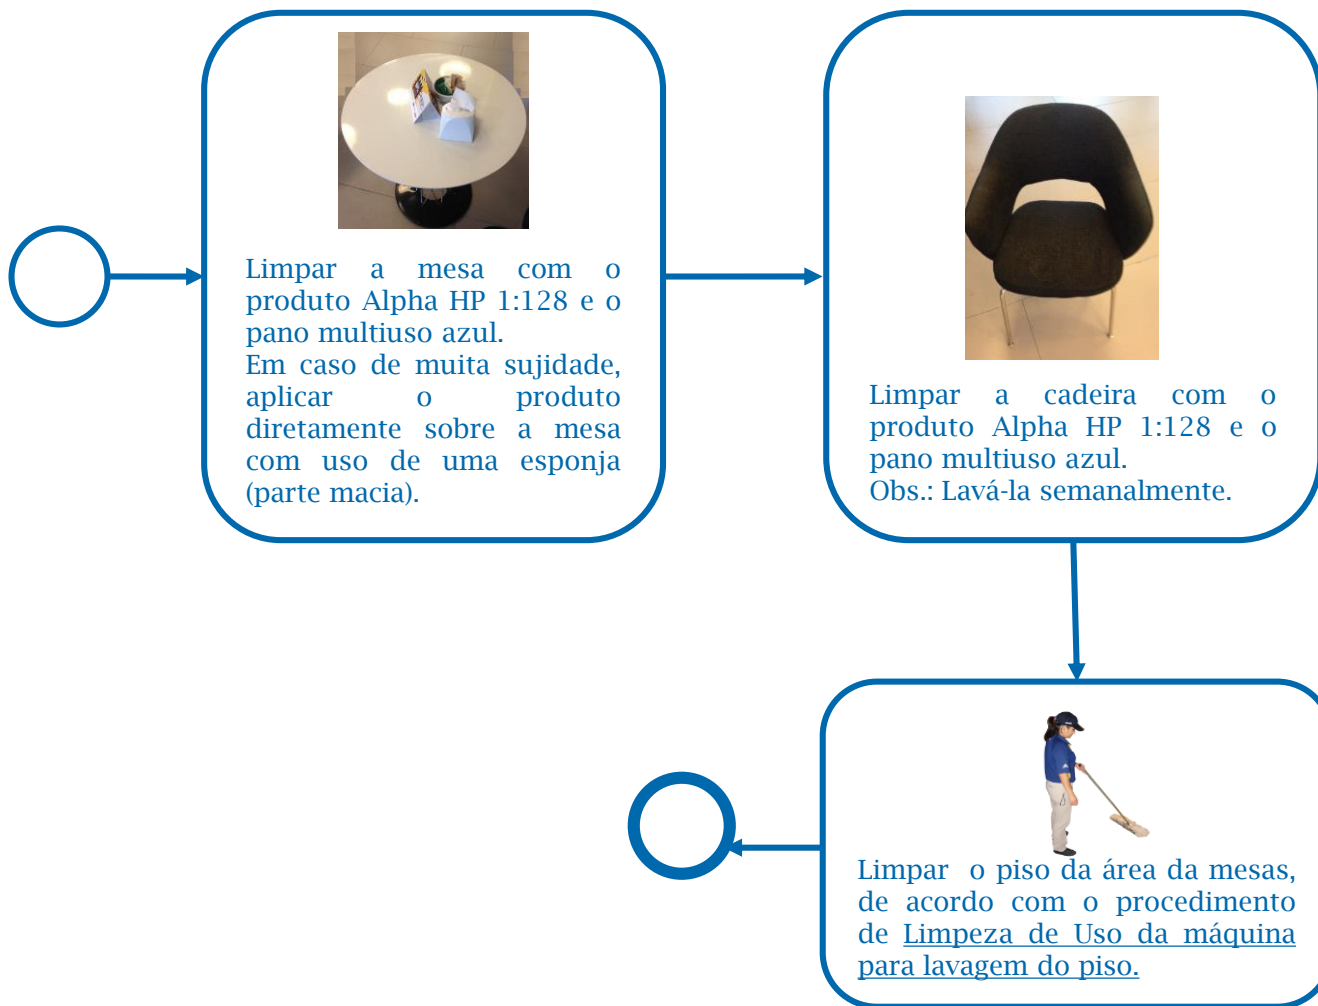 Limpar a mesa com o
produto Alpha HP 1:128 e o
pano multiuso azul.
Em caso de muita sujidade,
aplicar o produto
diretamente sobre a mesa
com uso de uma esponja
(parte macia).
Limpar a cadeira com o
produto Alpha HP 1:128 e o
pano multiuso azul.
Obs.: Lavá-la semanalmente.
Limpar o piso da área da mesas,
de acordo com o procedimento
de Limpeza de Uso da máquina
para lavagem do piso.